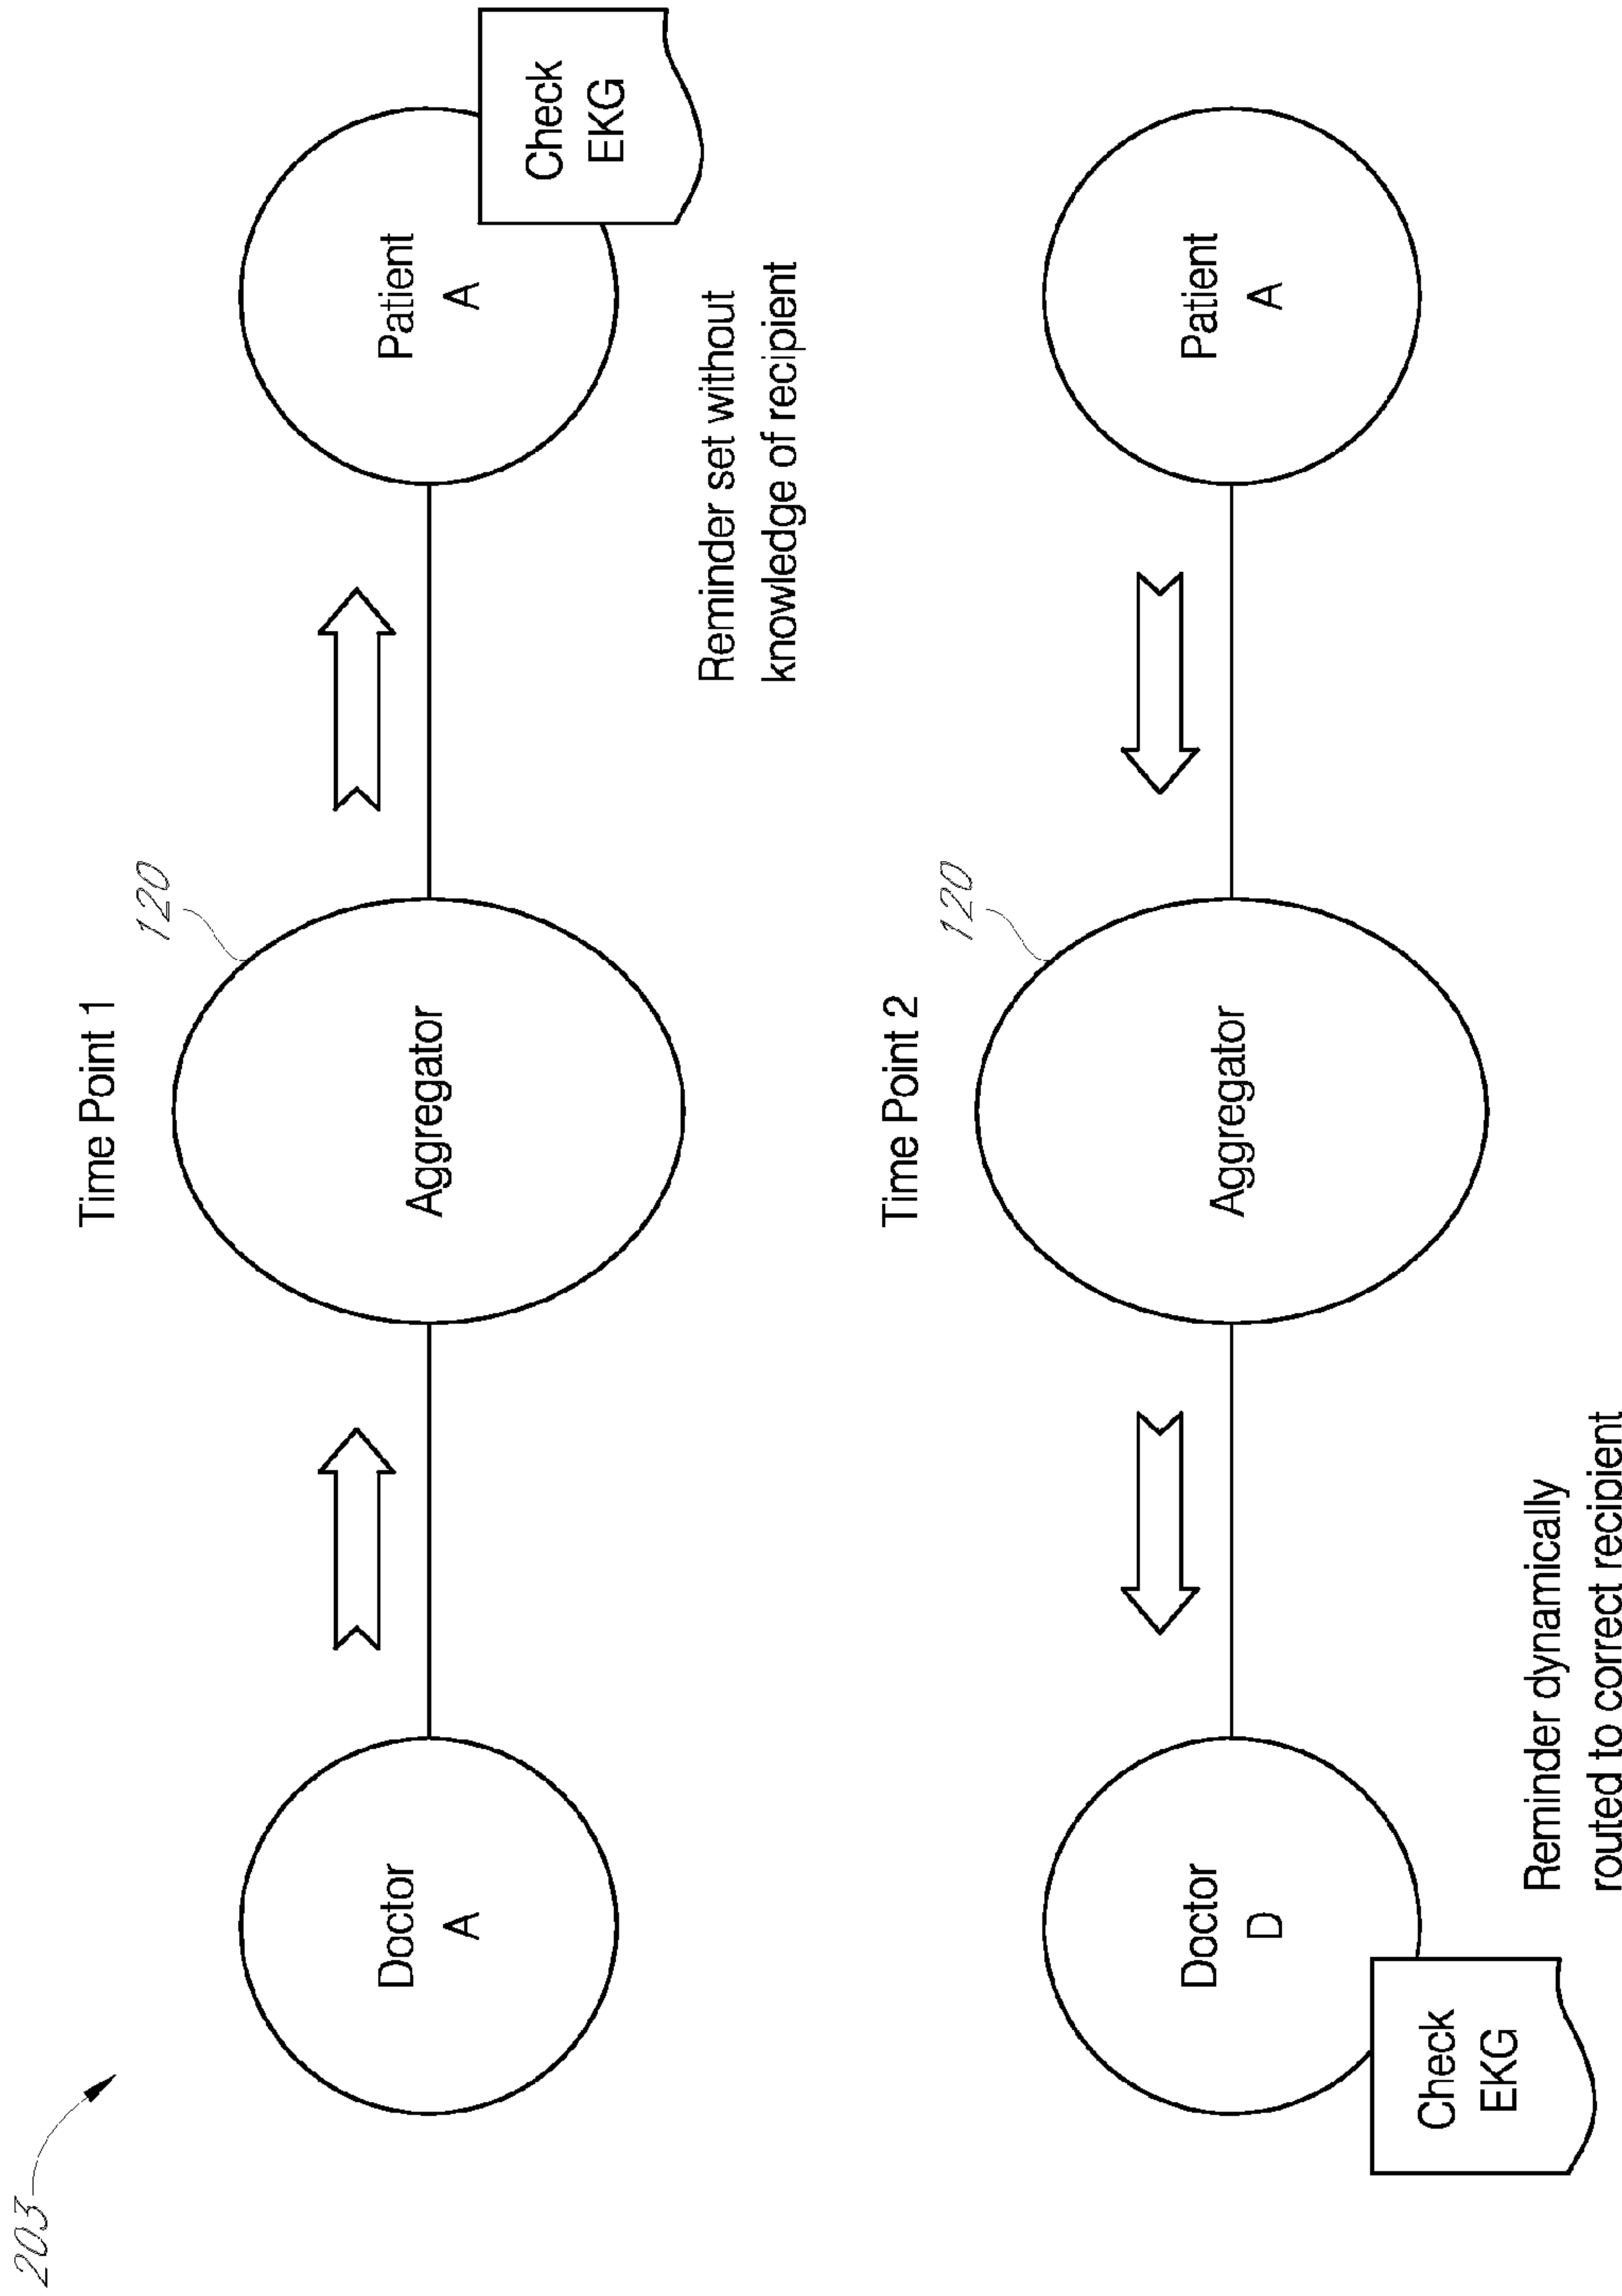 203
Time Point 1
120
Doctor
A
Aggregator
Patient
A
Check
EKG
Reminder set without
knowledge of recipient
Time Point 2
120
Doctor
D
Aggregator
Patient
A
Check
EKG
Reminder dynamically
routed to correct recipient